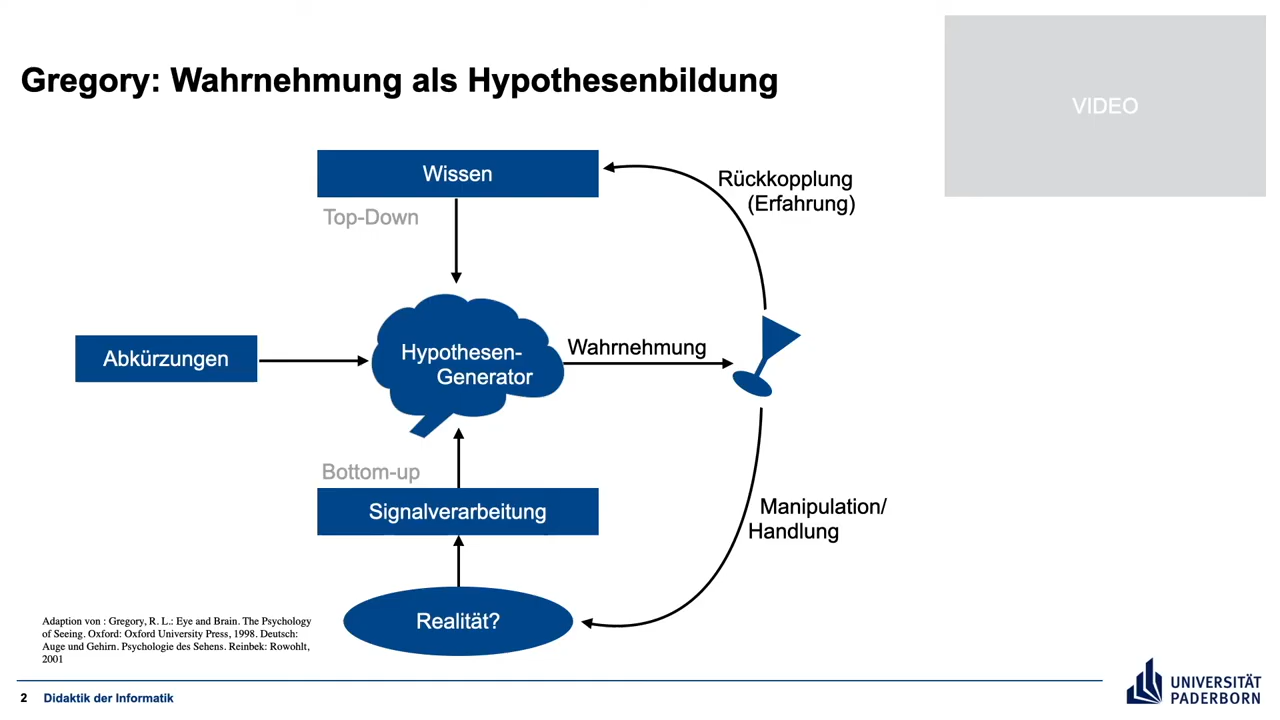 VIDEO
Gregory: Wahrnehmung als Hypothesenbildung
Wissen
Rückkopplung
(Erfahrung)
Top-Down
Abkürzungen
Hypothesen-
Generator
Wahrnehmung
Bottom-up
Signalverarbeitung
Manipulation/
Handlung
Realität?
Adaption von : Gregory, R. L.: Eye and Brain. The Psychology
of Seeing. Oxford: Oxford University Press, 1998. Deutsch:
Auge und Gehirn. Psychologie des Sehens. Reinbek: Rowohlt,
2001
2 Didaktik der Informatik
UNIVERSITÄT
PADERBORN